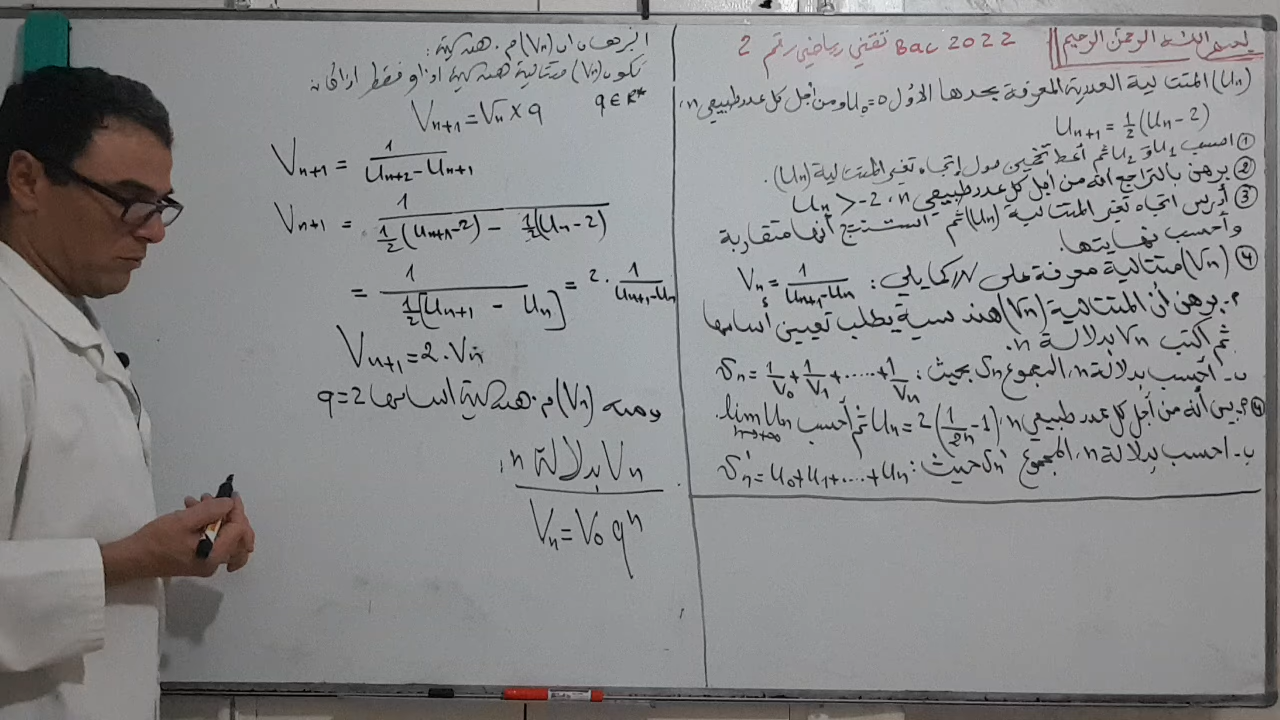 بسم الله الرحمن الرحيم
Bac 2022 تقني رياضي رقم 2
(Un) المتتالية العددية المعرفة بحدها الأول U0=0 ومن أجل كل عدد طبيعي n،
Un+1 = 1/2 (Un - 2)
① احسب U1 و U2 ثم أعط تخمين حول إتجاه تغير المتتالية (Un).
② برهن بالتراجع أنه من أجل كل عدد طبيعي n، Un > -2
③ أدرس اتجاه تغير المتتالية (Un) ثم استنتج أنها متقاربة
وأحسب نهايتها.
④ (Vn) متتالية معرفة على ℕ كمايلي: Vn = 1/(Un+1 - Un)
أ- برهن أن المتتالية (Vn) هندسية يطلب تعيين أساسها
ثم أكتب Vn بدلالة n.
ب- أحسب بدلالة n، المجموع Sn بحيث: Sn = 1/V0 + 1/V1 + ..... + 1/Vn
أ- بين أنه من أجل كل عدد طبيعي n، Un = 2(1/2^n - 1) ثم أحسب lim Un n→+∞.
ب- احسب بدلالة n، المجموع S'n حيث: S'n = U0 + U1 + .... + Un
البرهان ان (Vn) م. هندسية:
تكون (Vn) متتالية هندسية اذا و فقط اذا كان
Vn+1 = Vn × q q ∈ R*
Vn+1 = 1/(Un+2 - Un+1)
Vn+1 = 1/(1/2(Un+1 - 2) - 1/2(Un - 2))
= 1/(1/2[Un+1 - Un]) = 2 · 1/(Un+1 - Un)
Vn+1 = 2 · Vn
ومنه (Vn) م. هندسية اساسها q=2
Vn بدلالة n:
Vn = V0 q^n